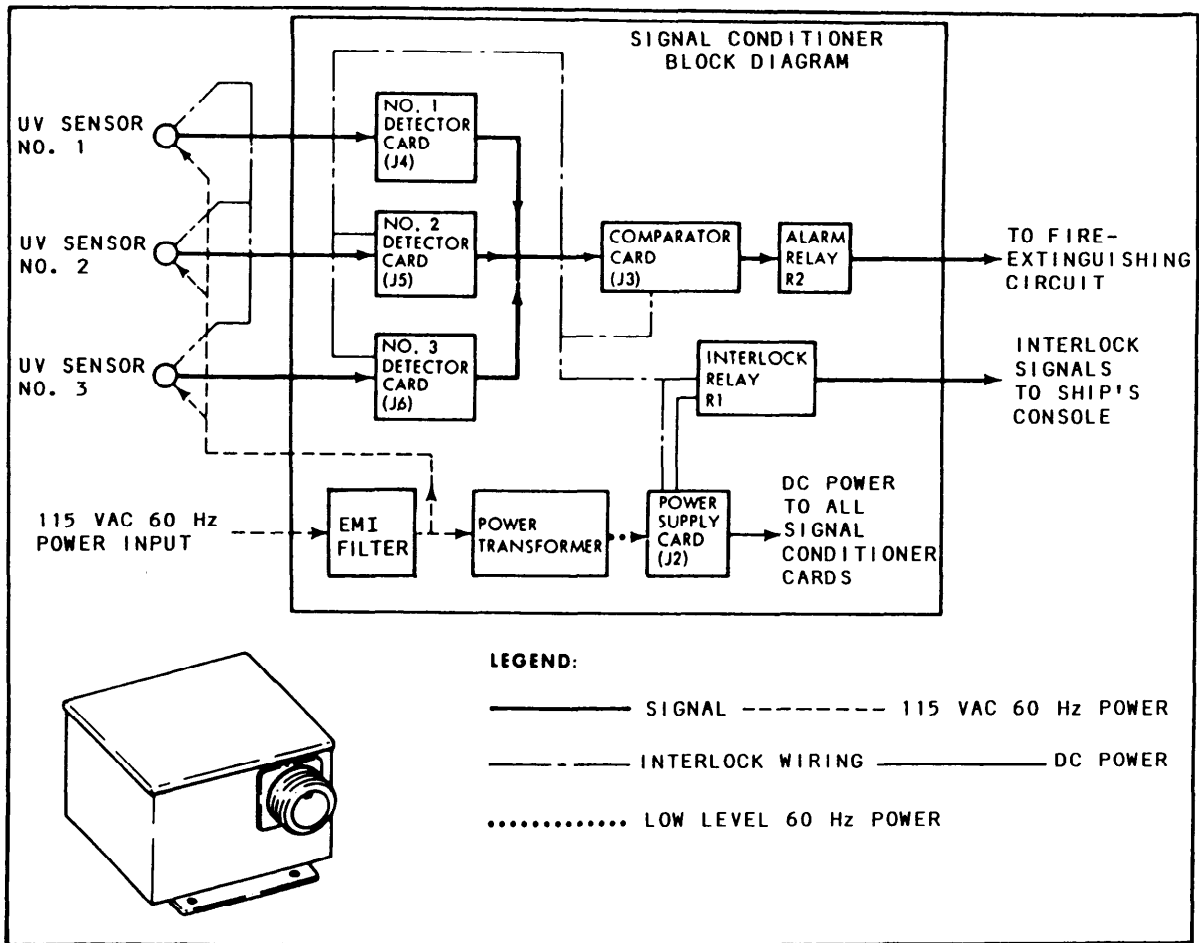 SIGNAL CONDITIONER
BLOCK DIAGRAM
UV SENSOR
NO. 1
NO. 1
DETECTOR
CARD
(J4)
UV SENSOR
NO. 2
NO. 2
DETECTOR
CARD
(J5)
COMPARATOR
CARD
(J3)
ALARM
RELAY
R2
TO FIRE-
EXTINGUISHING
CIRCUIT
UV SENSOR
NO. 3
NO. 3
DETECTOR
CARD
(J6)
INTERLOCK
RELAY
R1
INTERLOCK
SIGNALS
TO SHIP'S
CONSOLE
115 VAC 60 Hz
POWER INPUT
EMI
FILTER
POWER
TRANSFORMER
POWER
SUPPLY
CARD
(J2)
DC POWER
TO ALL
SIGNAL
CONDITIONER
CARDS
LEGEND:
SIGNAL
115 VAC 60 Hz POWER
INTERLOCK WIRING
DC POWER
LOW LEVEL 60 Hz POWER